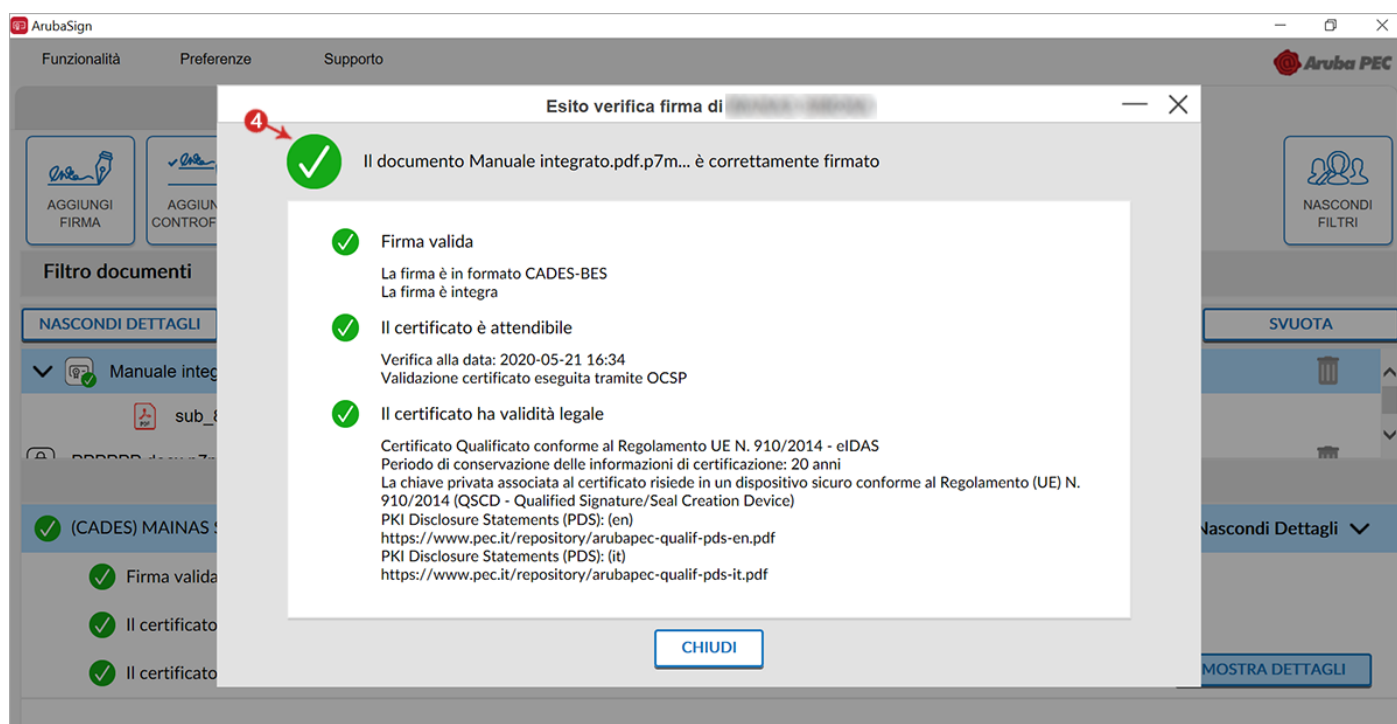 ArubaSign
Funzionalità Preferenze Supporto
Aruba PEC
Esito verifica firma di
4
Il documento Manuale integrato.pdf.p7m... è correttamente firmato
AGGIUNGI
FIRMA
AGGIUN
CONTROF
NASCONDI
FILTRI
Filtro documenti
NASCONDI DETTAGLI
SVUOTA
Manuale integ
sub_8
Firma valida
La firma è in formato CADES-BES
La firma è integra
Il certificato è attendibile
Verifica alla data: 2020-05-21 16:34
Validazione certificato eseguita tramite OCSP
Il certificato ha validità legale
Certificato Qualificato conforme al Regolamento UE N. 910/2014 - eIDAS
Periodo di conservazione delle informazioni di certificazione: 20 anni
La chiave privata associata al certificato risiede in un dispositivo sicuro conforme al Regolamento (UE) N.
910/2014 (QSCD - Qualified Signature/Seal Creation Device)
PKI Disclosure Statements (PDS): (en)
https://www.pec.it/repository/arubapec-qualif-pds-en.pdf
PKI Disclosure Statements (PDS): (it)
https://www.pec.it/repository/arubapec-qualif-pds-it.pdf
CHIUDI
(CADES) MAINAS
Nascondi Dettagli
Firma valida
Il certificato
Il certificato
MOSTRA DETTAGLI